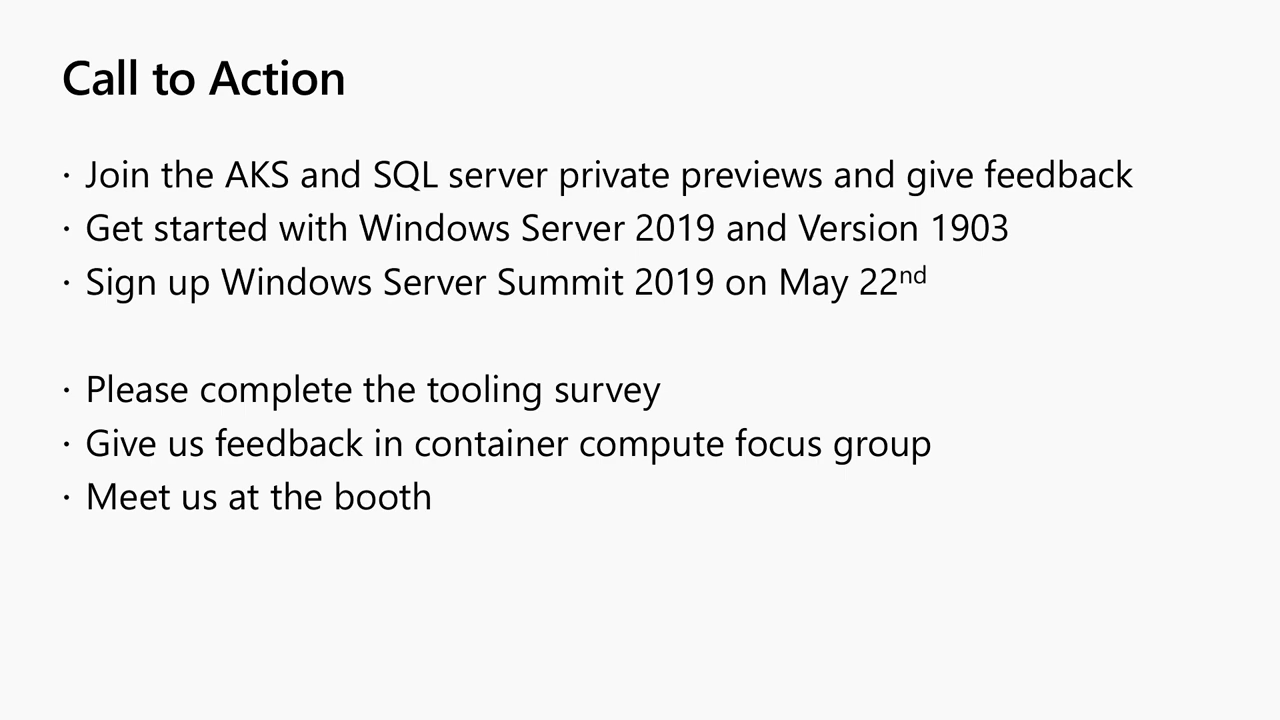 Call to Action
· Join the AKS and SQL server private previews and give feedback
· Get started with Windows Server 2019 and Version 1903
· Sign up Windows Server Summit 2019 on May 22nd
· Please complete the tooling survey
· Give us feedback in container compute focus group
· Meet us at the booth